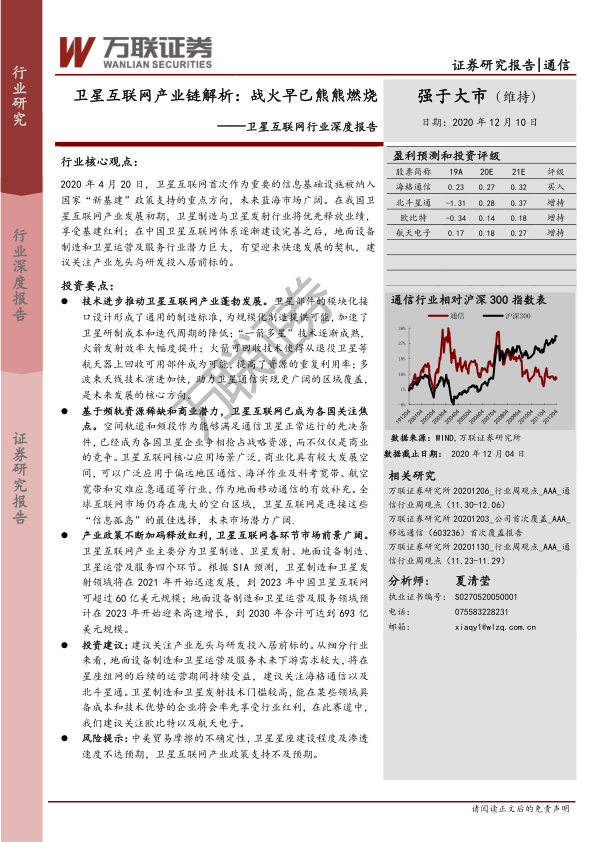 万联证券
WANLIAN SECURITIES
证券研究报告|通信
行业研究
行业深度报告
证券研究报告
卫星互联网产业链解析：战火早已熊熊燃烧
——卫星互联网行业深度报告
强于大市（维持）
日期：2020 年 12 月 10 日
行业核心观点：
2020 年 4 月 20 日，卫星互联网首次作为重要的信息基础设施被纳入
国家“新基建”政策支持的重点方向，未来蓝海市场广阔。在我国卫
星互联网产业发展初期，卫星制造与卫星发射行业将优先释放业绩，
享受基建红利；在中国卫星互联网体系逐渐建设完善之后，地面设备
制造和卫星运营及服务行业潜力巨大，有望迎来快速发展的契机，建
议关注产业龙头与研发投入居前标的。
投资要点：
● 技术进步推动卫星互联网产业蓬勃发展。卫星部件的模块化接
口设计形成了通用的制造标准，为规模化制造提供可能，加速了
卫星研制成本和迭代周期的降低；“一箭多星”技术逐渐成熟，
火箭发射效率大幅度提升；火箭可回收技术使得从退役卫星等
航天器上回收可用部件成为可能，提高了资源的重复利用率；多
波束天线技术演进加快，助力卫星通信实现更广阔的区域覆盖，
是未来发展的核心方向。
● 基于频轨资源稀缺和商业潜力，卫星互联网已成为各国关注焦
点。空间轨道和频段作为能够满足通信卫星正常运行的先决条
件，已经成为各国卫星企业争相抢占战略资源，而不仅仅是商业
的竞争。卫星互联网核心应用场景广泛，商业化具有较大发展空
间，可以广泛应用于偏远地区通信、海洋作业及科考宽带、航空
宽带和灾难应急通道等行业，作为地面移动通信的有效补充。全
球互联网市场仍存在庞大的空白区域，卫星互联网是连接这些
“信息孤岛”的最佳选择，未来市场潜力广阔.
● 产业政策不断加码释放红利，卫星互联网各环节市场前景广阔。
卫星互联网产业主要分为卫星制造、卫星发射、地面设备制造、
卫星运营及服务四个环节。根据 SIA 预测，卫星制造和卫星发
射领域将在 2021 年开始迅速发展，到 2023 年中国卫星互联网
可超过 60 亿美元规模；地面设备制造和卫星运营及服务领域预
计在 2023 年开始迎来高速增长，到 2030 年合计可达到 693 亿
美元规模。
● 投资建议：建议关注产业龙头与研发投入居前标的。从细分行业
来看，地面设备制造和卫星运营及服务未来下游需求较大，将在
星座组网的后续的运营期间持续受益，建议关注海格通信以及
北斗星通。卫星制造和卫星发射技术门槛较高，能在某些领域具
备成本和技术优势的企业将会率先享受行业红利，在此赛道中，
我们建议关注欧比特以及航天电子。
● 风险提示：中美贸易摩擦的不确定性，卫星星座建设程度及渗透
速度不达预期，卫星互联网产业政策支持不及预期。
盈利预测和投资评级
股票简称 19A 20E 21E 评级
海格通信 0.23 0.27 0.32 买入
北斗星通 -1.31 0.28 0.37 增持
欧比特 -0.34 0.14 0.18 增持
航天电子 0.17 0.18 0.27 增持
通信行业相对沪深 300 指数表
通信 沪深300
数据来源：WIND,万联证券研究所
数据截止日期： 2020 年 12 月 04 日
相关研究
万联证券研究所 20201206_行业周观点_AAA_通
信行业周观点（11.30-12.06）
万联证券研究所 20201203_公司首次覆盖_AAA_
移远通信（603236）首次覆盖报告
万联证券研究所 20201130_行业周观点_AAA_通
信行业周观点（11.23-11.29）
分析师： 夏清莹
执业证书编号： S0270520050001
电话： 075583228231
邮箱： xiaqy1@wlzq.com.cn
万联证券
请阅读正文后的免责声明